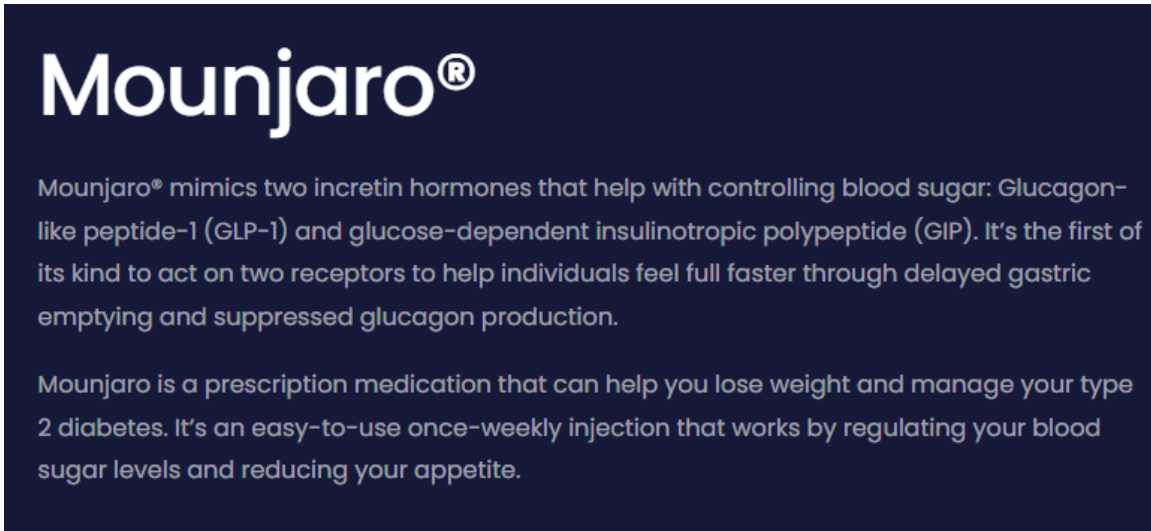 Mounjaro®
Mounjaro® mimics two incretin hormones that help with controlling blood sugar: Glucagon-
like peptide-1 (GLP-1) and glucose-dependent insulinotropic polypeptide (GIP). It's the first of
its kind to act on two receptors to help individuals feel full faster through delayed gastric
emptying and suppressed glucagon production.
Mounjaro is a prescription medication that can help you lose weight and manage your type
2 diabetes. It's an easy-to-use once-weekly injection that works by regulating your blood
sugar levels and reducing your appetite.